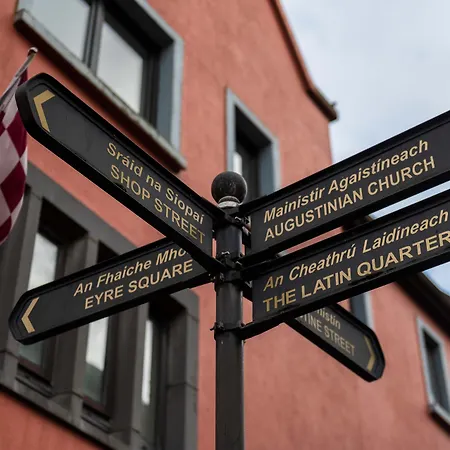 Sráid na Siopaí
SHOP STREET
Mainistir Agaistíneach
AUGUSTINIAN CHURCH
An Fhaiche Mhó
EYRE SQUARE
An Cheathrú Laidineach
THE LATIN QUARTER
STREET